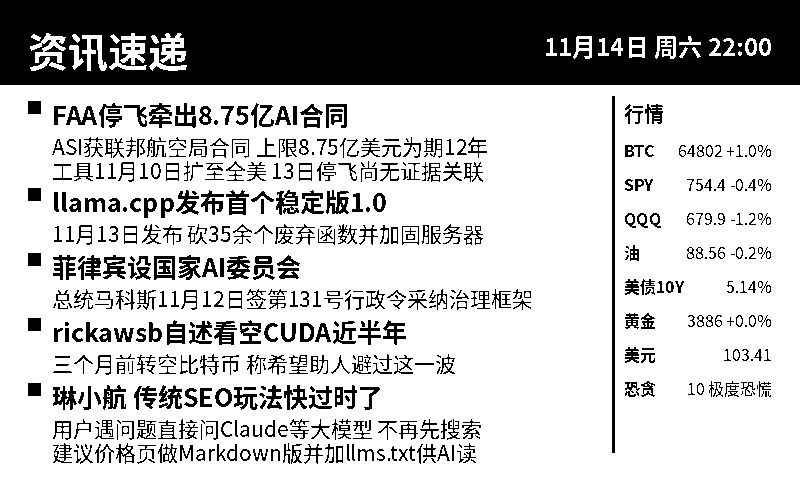 资讯速递
11月14日 周六 22:00
FAA停飞牵出8.75亿AI合同
ASI获联邦航空局合同 上限8.75亿美元为期12年
工具11月10日扩至全美 13日停飞尚无证据关联
llama.cpp发布首个稳定版1.0
11月13日发布 砍35余个废弃函数并加固服务器
菲律宾设国家AI委员会
总统马科斯11月12日签第131号行政令采纳治理框架
rickawsb自述看空CUDA近半年
三个月前转空比特币 称希望助人避过这一波
琳小航 传统SEO玩法快过时了
用户遇问题直接问Claude等大模型 不再先搜索
建议价格页做Markdown版并加llms.txt供AI读
行情
BTC 64802 +1.0%
SPY 754.4 -0.4%
QQQ 679.9 -1.2%
油 88.56 -0.2%
美债10Y 5.14%
黄金 3886 +0.0%
美元 103.41
恐贪 10 极度恐慌